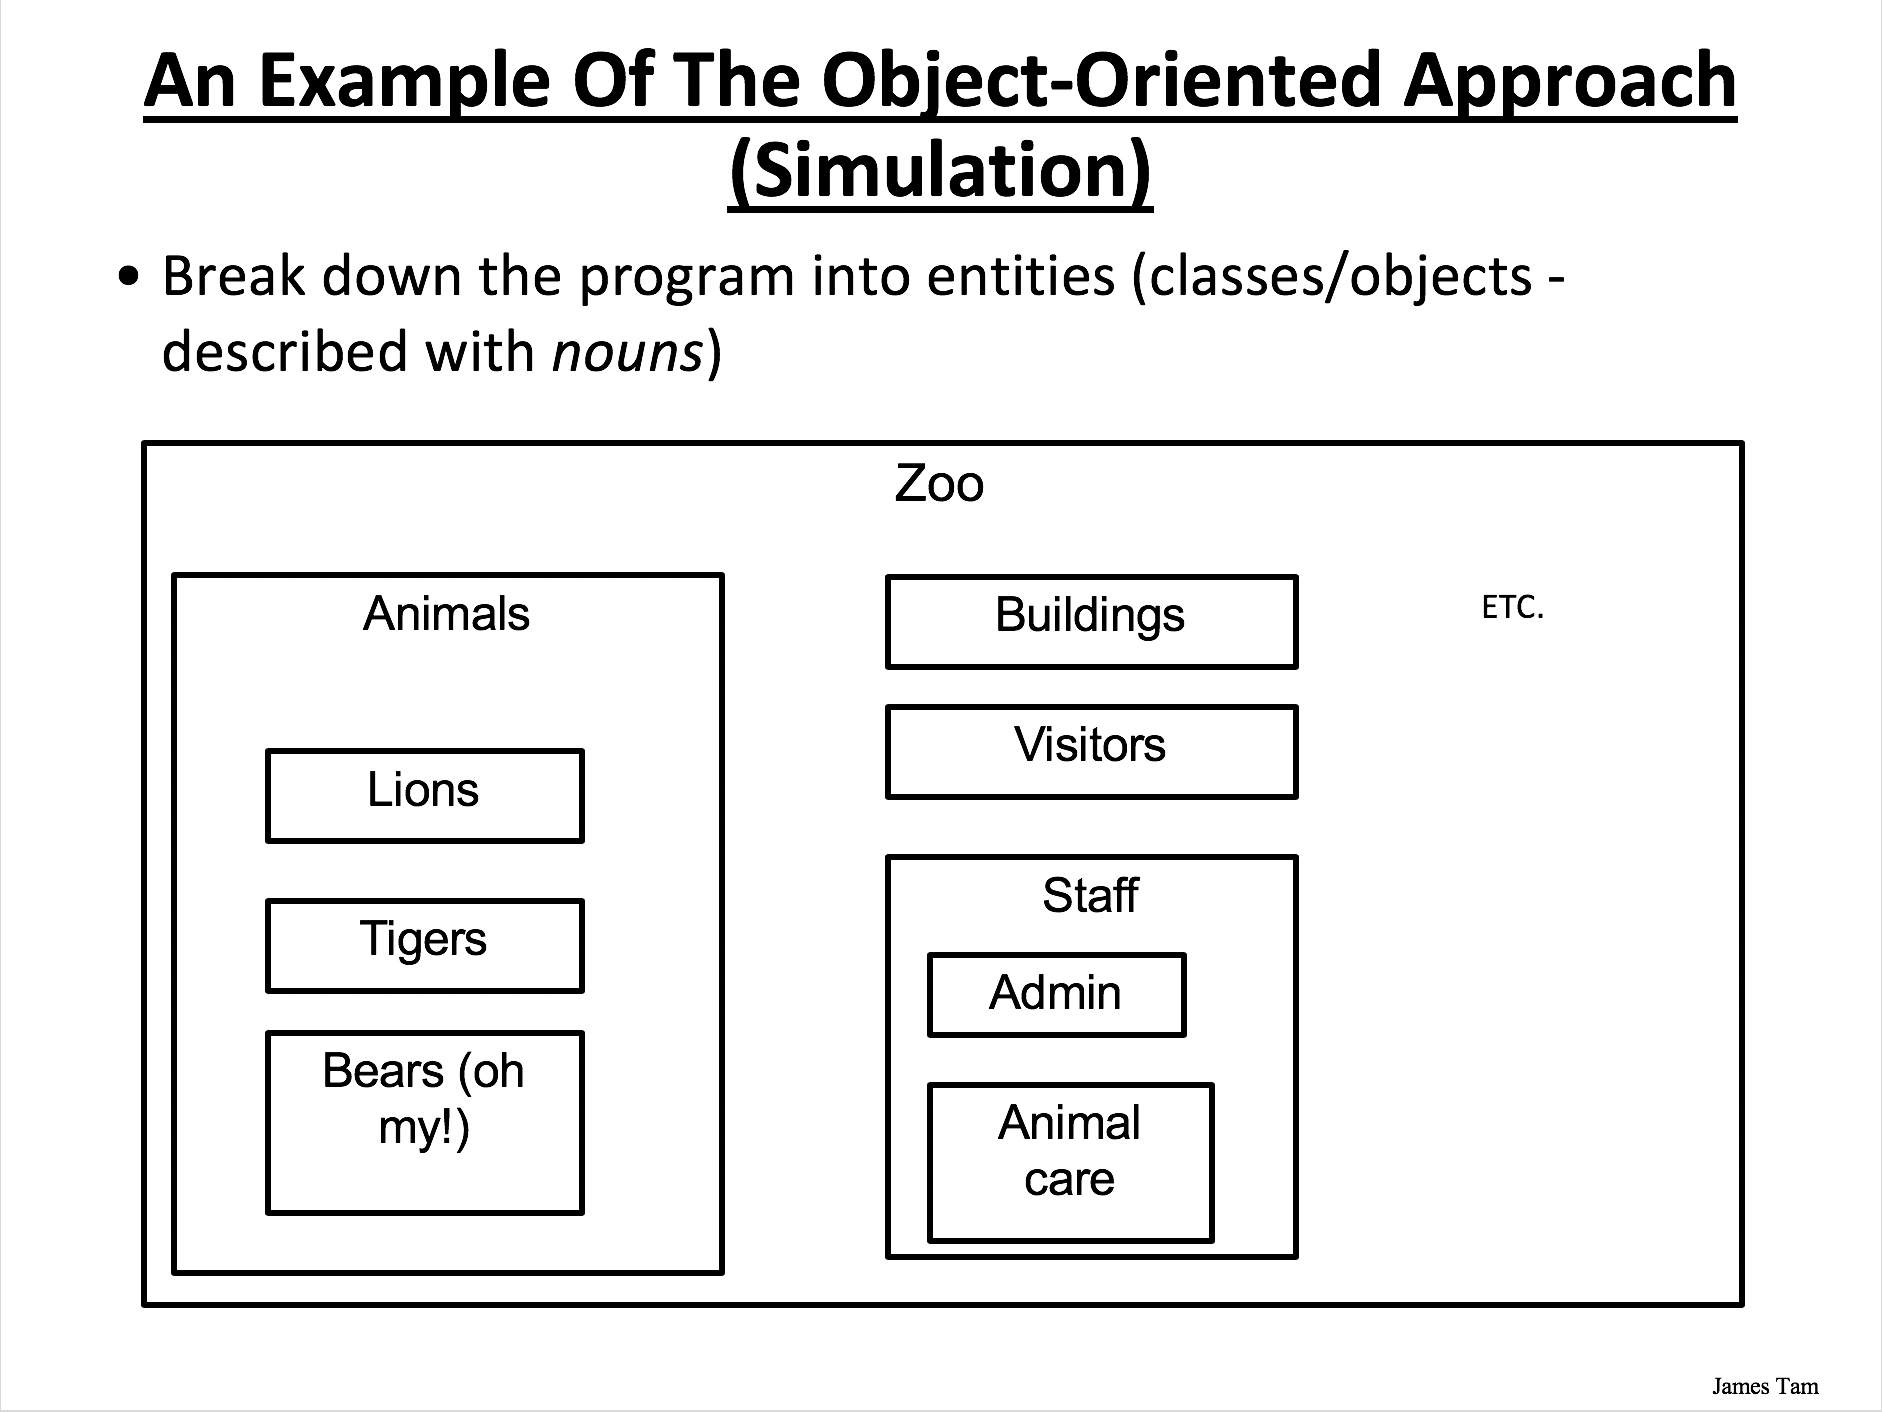 An Example Of The Object-Oriented Approach
(Simulation)
• Break down the program into entities (classes/objects -
described with nouns)
Zoo
Animals
Lions
Tigers
Bears (oh
my!)
Buildings
Visitors
Staff
Admin
Animal
care
ETC.
James Tam